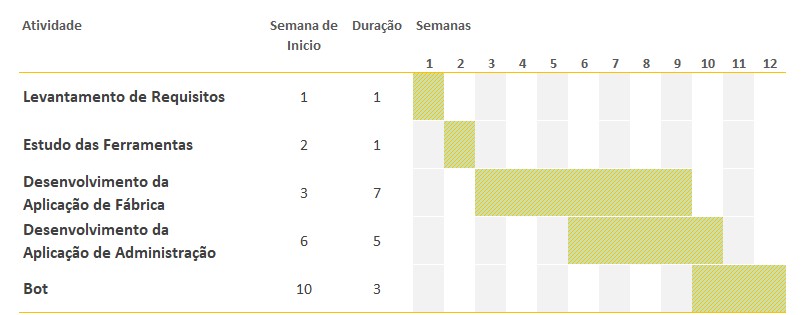 Atividade Semana de Duração Semanas
Inicio
1 2 3 4 5 6 7 8 9 10 11 12
Levantamento de Requisitos 1 1
Estudo das Ferramentas 2 1
Desenvolvimento da
Aplicação de Fábrica 3 7
Desenvolvimento da
Aplicação de Administração 6 5
Bot 10 3